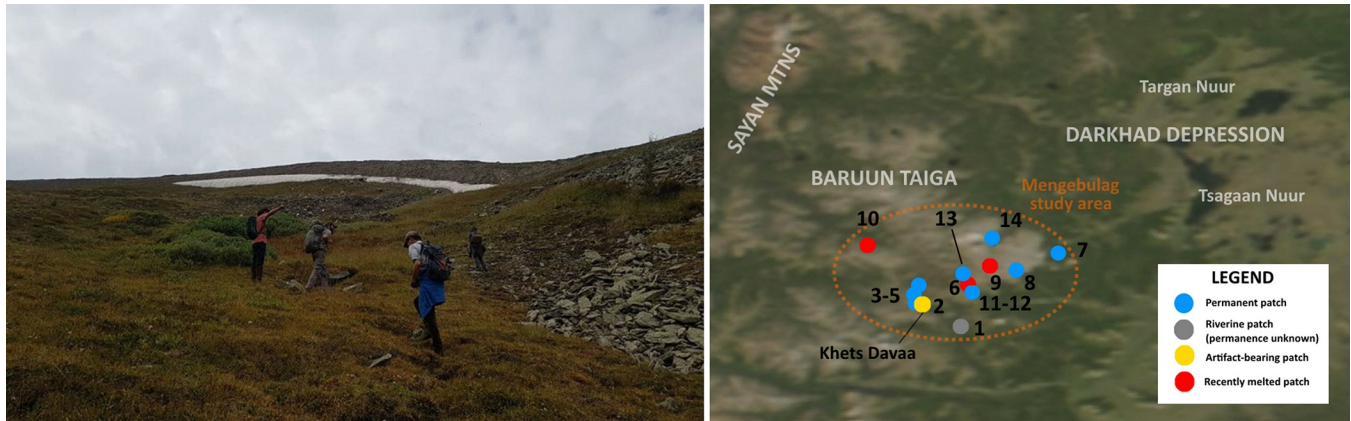 SAYAN MTNS
Targan Nuur
DARKHAD DEPRESSION
BARUUN TAIGA
Mengebulag
study area
Tsagaan Nuur
10
13
14
7
9
8
6
3-5
2
11-12
1
Khets Davaa
LEGEND
Permanent patch
Riverine patch
(permanence unknown)
Artifact-bearing patch
Recently melted patch